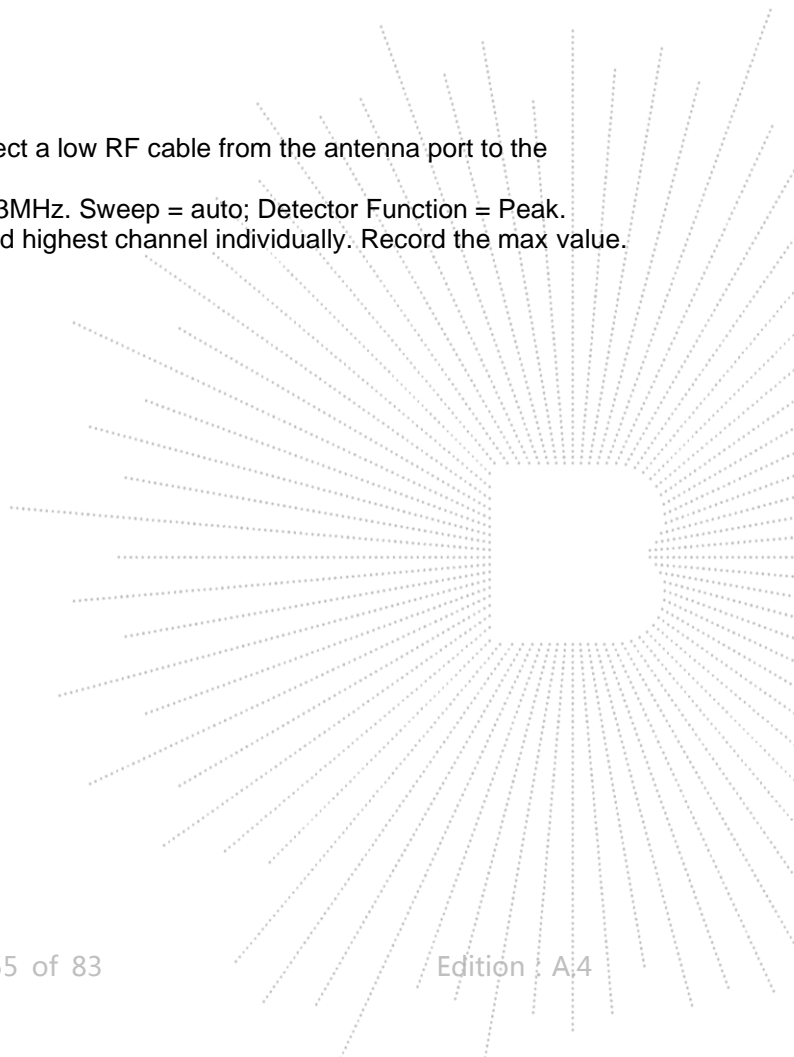 ect a low RF cable from the antenna port to the
3MHz. Sweep = auto; Detector Function = Peak.
d highest channel individually. Record the max value.
5 of 83
Edition : A.4